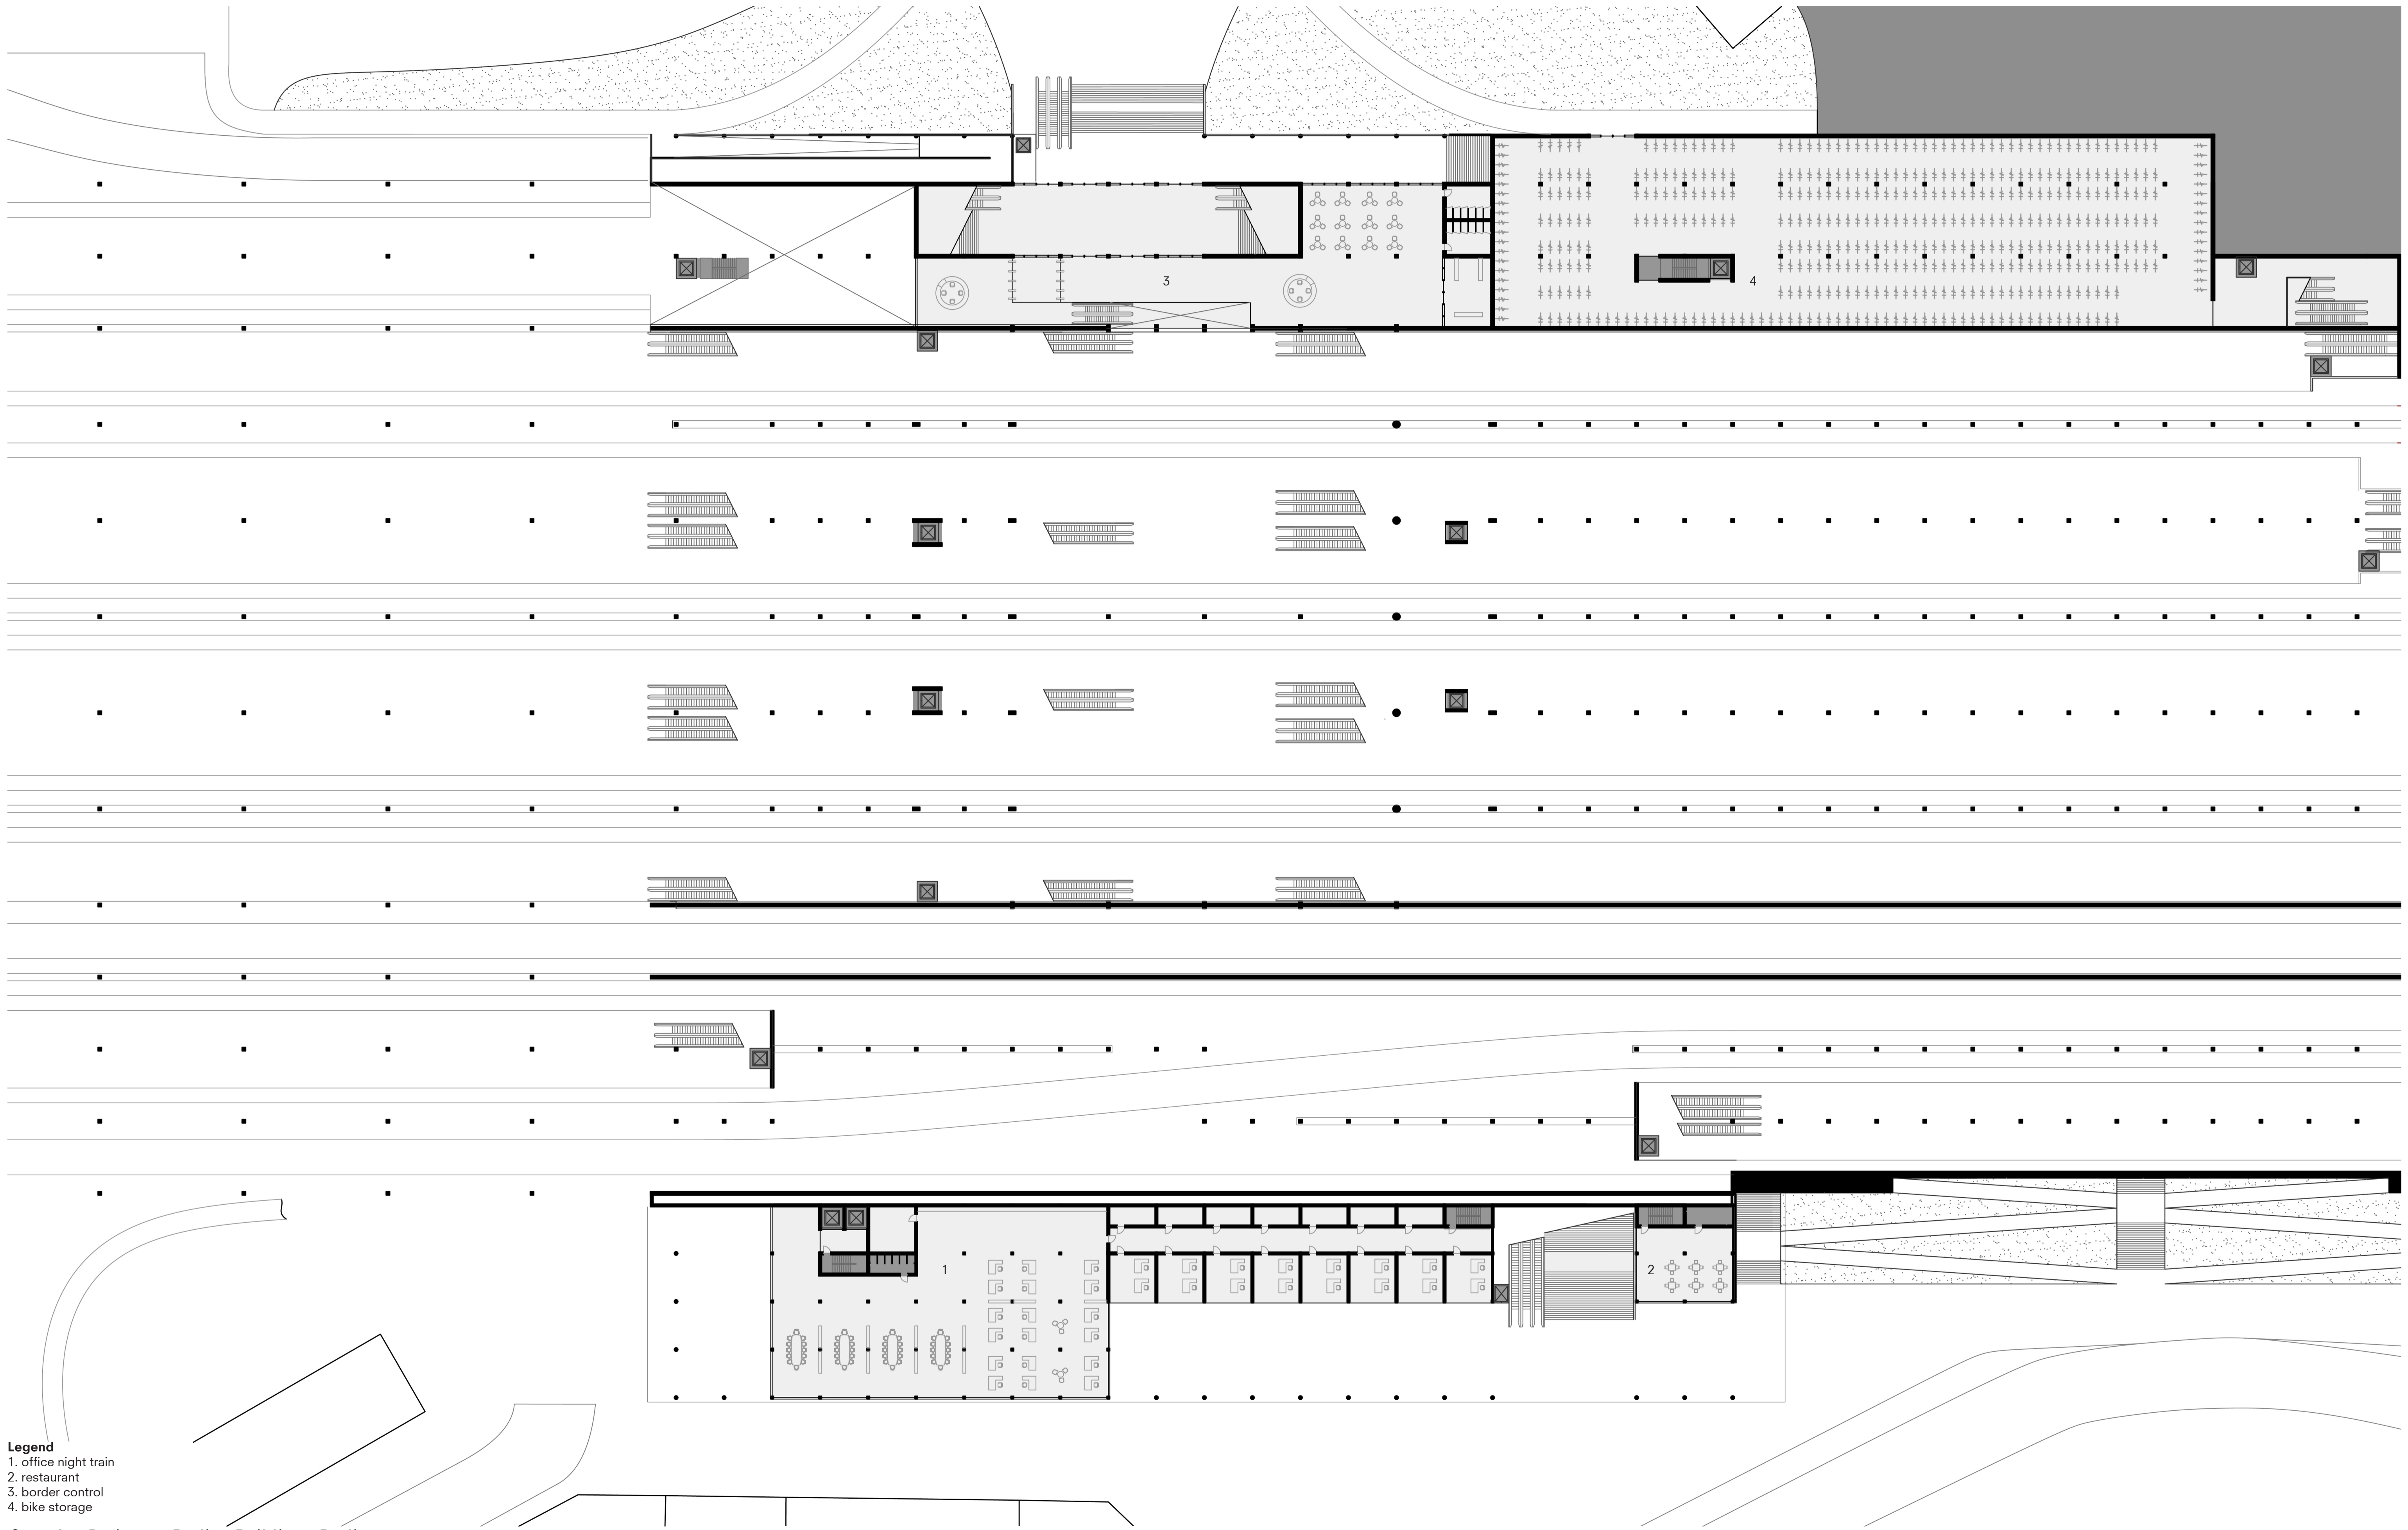 3
4
1
2
Legend
1. office night train
2. restaurant
3. border control
4. bike storage